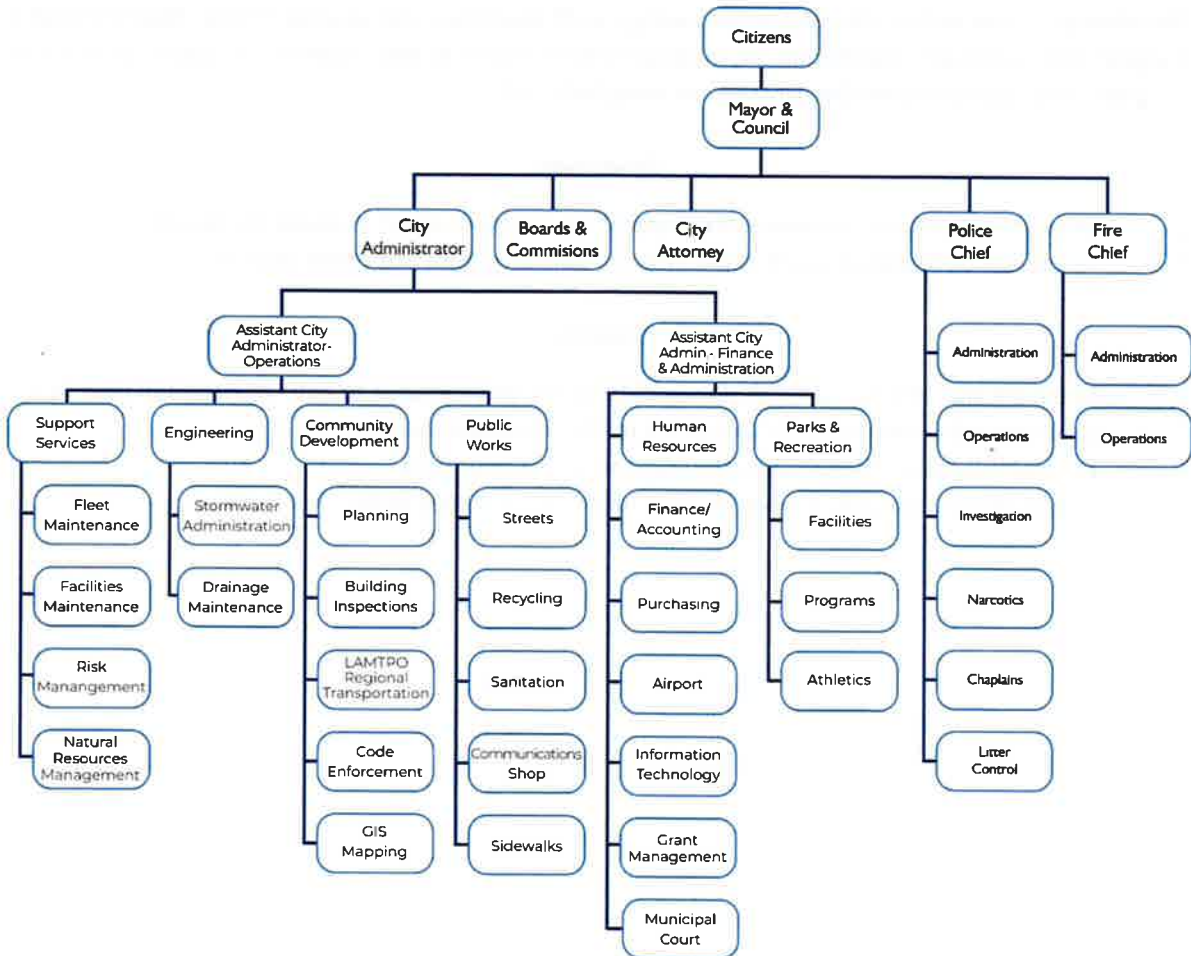 Citizens
Mayor &
Council
City
Administrator
Boards &
Commisions
City
Attorney
Police
Chief
Fire
Chief
Assistant City
Administrator-
Operations
Assistant City
Admin - Finance
& Administration
Support
Services
Fleet
Maintenance
Facilities
Maintenance
Risk
Manangement
Natural
Resources
Management
Engineering
Stormwater
Administration
Drainage
Maintenance
Community
Development
Planning
Building
Inspections
LAMTPO
Regional
Transportation
Code
Enforcement
GIS
Mapping
Public
Works
Streets
Recycling
Sanitation
Communications
Shop
Sidewalks
Human
Resources
Finance/
Accounting
Purchasing
Airport
Information
Technology
Grant
Management
Municipal
Court
Parks &
Recreation
Facilities
Programs
Athletics
Administration
Operations
Investigation
Narcotics
Chaplains
Litter
Control
Administration
Operations